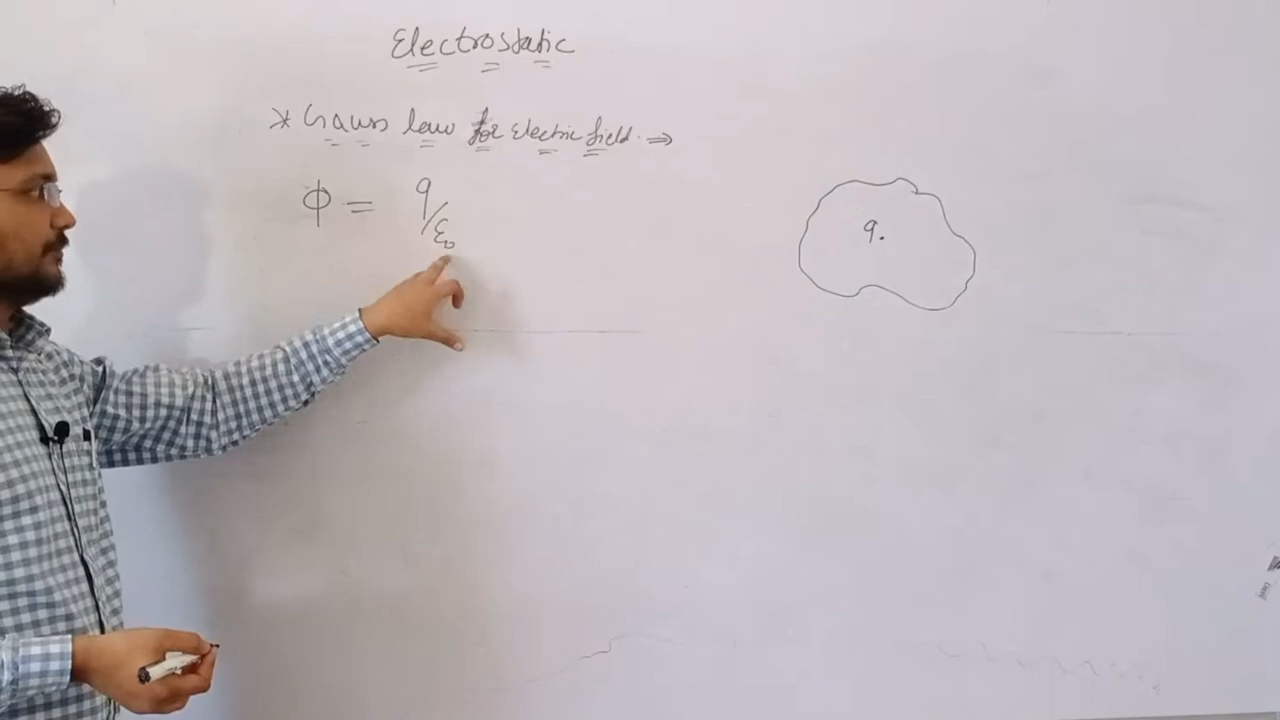 Electrostatic
* Gauss law for Electric field. ⇒
Φ = q/ε₀
q.